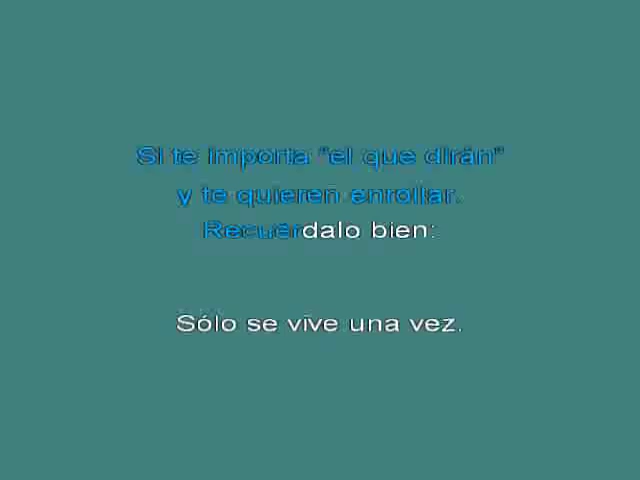 Si te importa "el que dirán"
y te quieren enrollar.
Recuérdalo bien:
Sólo se vive una vez.